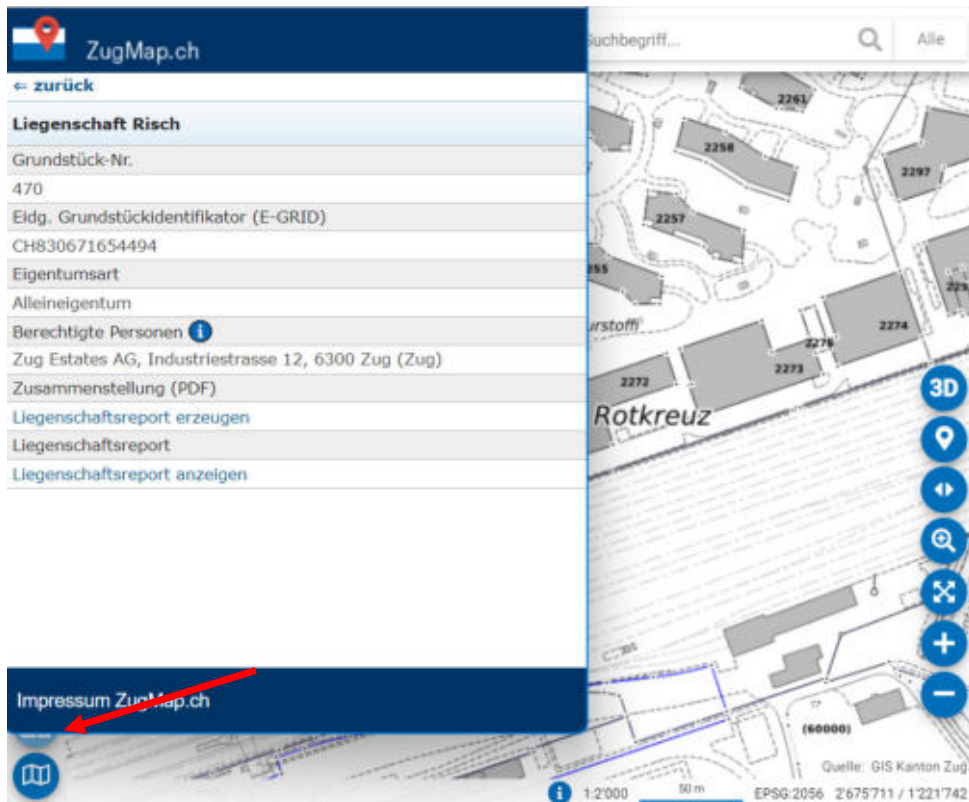 ZugMap.ch
⇐ zurück
Liegenschaft Risch
Grundstück-Nr.
470
Eidg. Grundstückidentifikator (E-GRID)
CH830671654494
Eigentumsart
Alleineigentum
Berechtigte Personen i
Zug Estates AG, Industriestrasse 12, 6300 Zug (Zug)
Zusammenstellung (PDF)
Liegenschaftsreport erzeugen
Liegenschaftsreport
Liegenschaftsreport anzeigen
Impressum ZugMap.ch
Alle
2261
2258
2297
2257
2274
2273
2272
Rotkreuz
3D
(60000)
Quelle: GIS Kanton Zug
i 1:2'000 50 m EPSG:2056 2'675'711 / 1'221'742